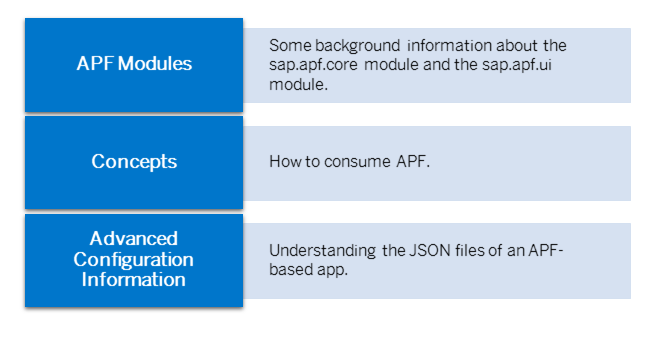 APF Modules
Some background information about the
sap.apf.core module and the sap.apf.ui
module.
Concepts
How to consume APF.
Advanced
Configuration
Information
Understanding the JSON files of an APF-
based app.